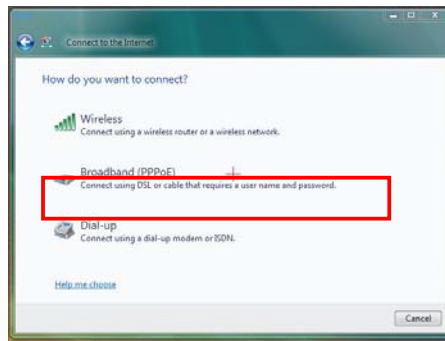 Connect to the Internet
How do you want to connect?
Wireless
Connect using a wireless router or a wireless network.
Broadband (PPPoE)
Connect using DSL or cable that requires a user name and password.
Dial-up
Connect using a dial-up modem or ISDN.
Help me choose
Cancel